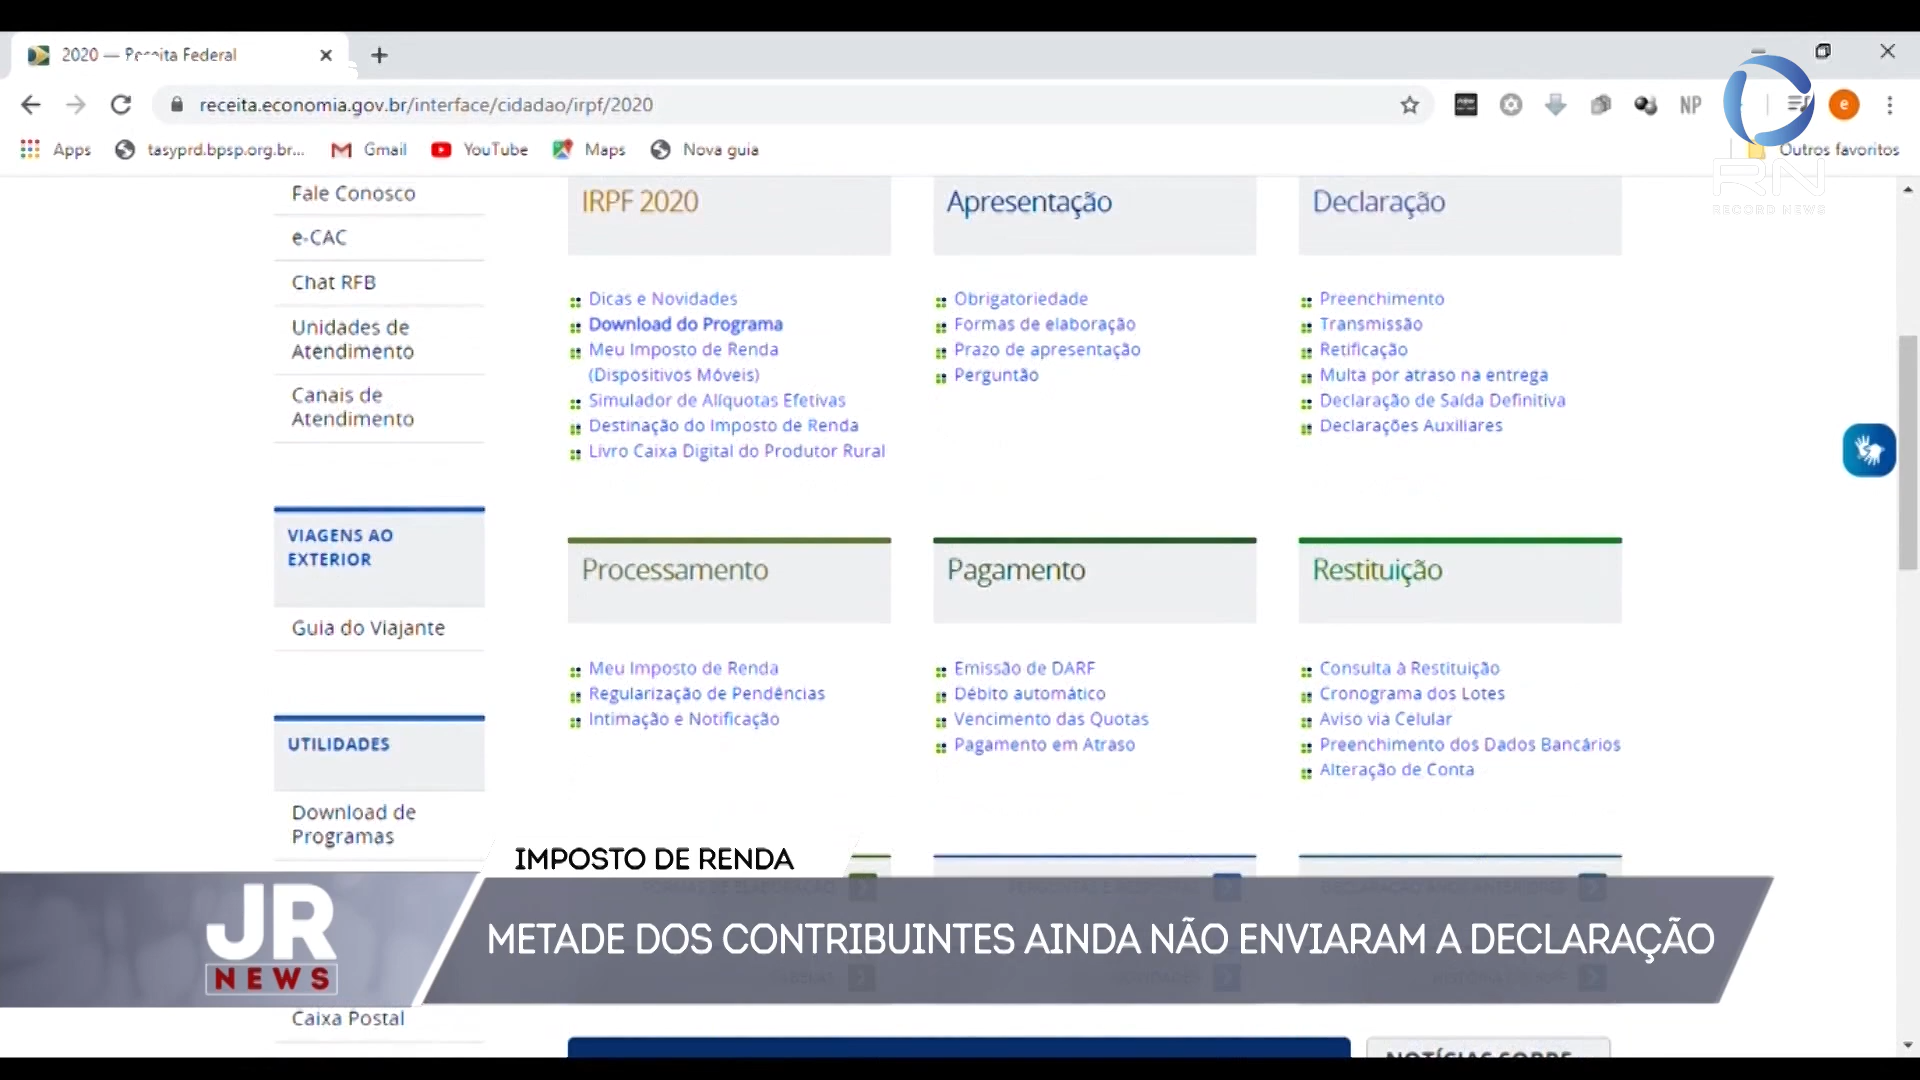 2020 — Receita Federal
receita.economia.gov.br/interface/cidadao/irpf/2020
NP
e
Apps
tasyprd.bpsp.org.br...
Gmail
YouTube
Maps
Nova guia
Outros favoritos
RN
RECORD NEWS
Fale Conosco
e-CAC
Chat RFB
Unidades de
Atendimento
Canais de
Atendimento
VIAGENS AO
EXTERIOR
Guia do Viajante
UTILIDADES
Download de
Programas
Caixa Postal
IRPF 2020
Dicas e Novidades
Download do Programa
Meu Imposto de Renda
(Dispositivos Móveis)
Simulador de Alíquotas Efetivas
Destinação do Imposto de Renda
Livro Caixa Digital do Produtor Rural
Apresentação
Obrigatoriedade
Formas de elaboração
Prazo de apresentação
Perguntão
Declaração
Preenchimento
Transmissão
Retificação
Multa por atraso na entrega
Declaração de Saída Definitiva
Declarações Auxiliares
Processamento
Meu Imposto de Renda
Regularização de Pendências
Intimação e Notificação
Pagamento
Emissão de DARF
Débito automático
Vencimento das Quotas
Pagamento em Atraso
Restituição
Consulta à Restituição
Cronograma dos Lotes
Aviso via Celular
Preenchimento dos Dados Bancários
Alteração de Conta
IMPOSTO DE RENDA
JR
NEWS
METADE DOS CONTRIBUINTES AINDA NÃO ENVIARAM A DECLARAÇÃO
NOTÍCIAS SOBRE